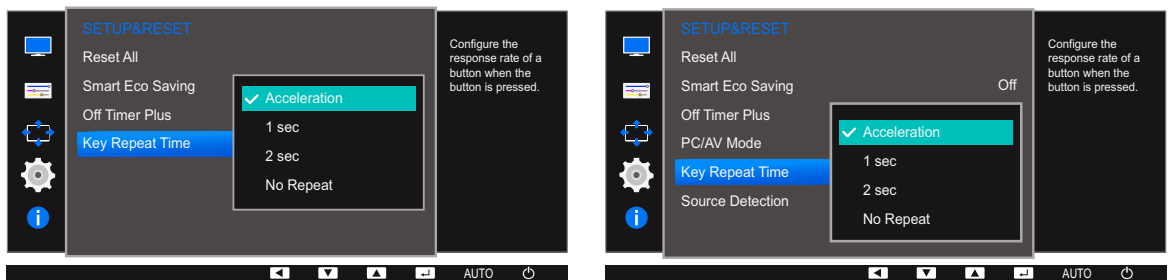 SETUP&RESET
Reset All
Smart Eco Saving
Off Timer Plus
Key Repeat Time
Acceleration
1 sec
2 sec
No Repeat
Configure the
response rate of a
button when the
button is pressed.
AUTO
SETUP&RESET
Reset All
Smart Eco Saving Off
Off Timer Plus
PC/AV Mode
Key Repeat Time
Source Detection
Acceleration
1 sec
2 sec
No Repeat
Configure the
response rate of a
button when the
button is pressed.
AUTO